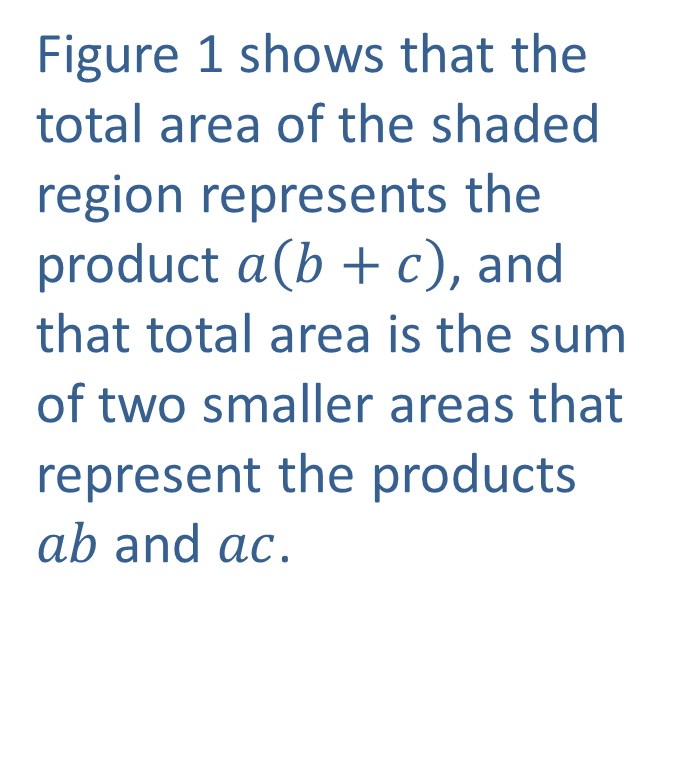 Figure 1 shows that the
total area of the shaded
region represents the
product a(b + c), and
that total area is the sum
of two smaller areas that
represent the products
ab and ac.